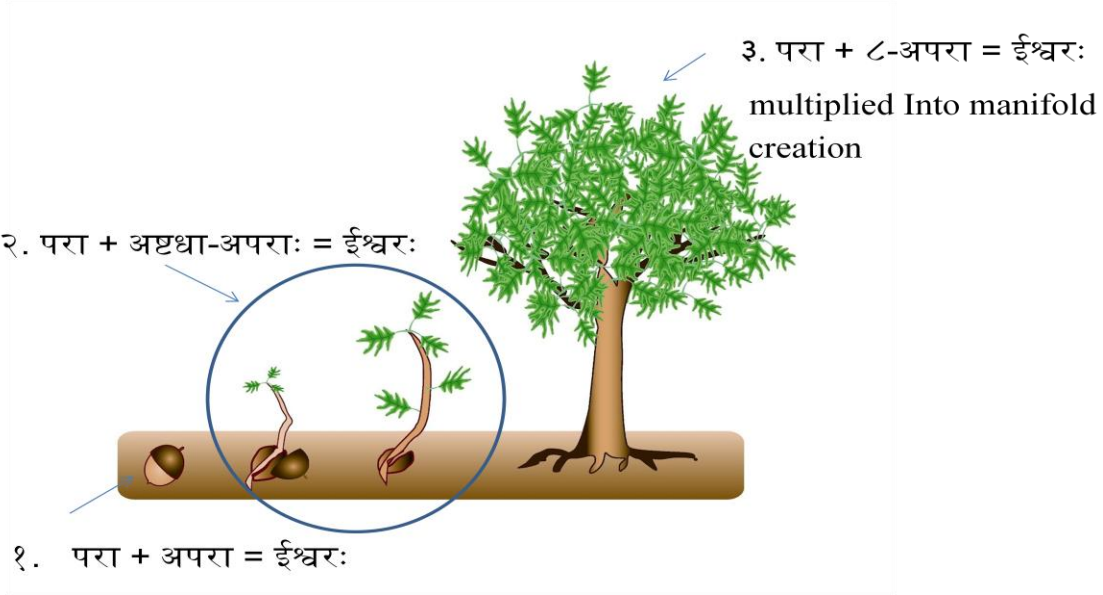 ३. परा + ८-अपरा = ईश्वरः
multiplied Into manifold
creation
२. परा + अष्टधा-अपराः = ईश्वरः
१. परा + अपरा = ईश्वरः